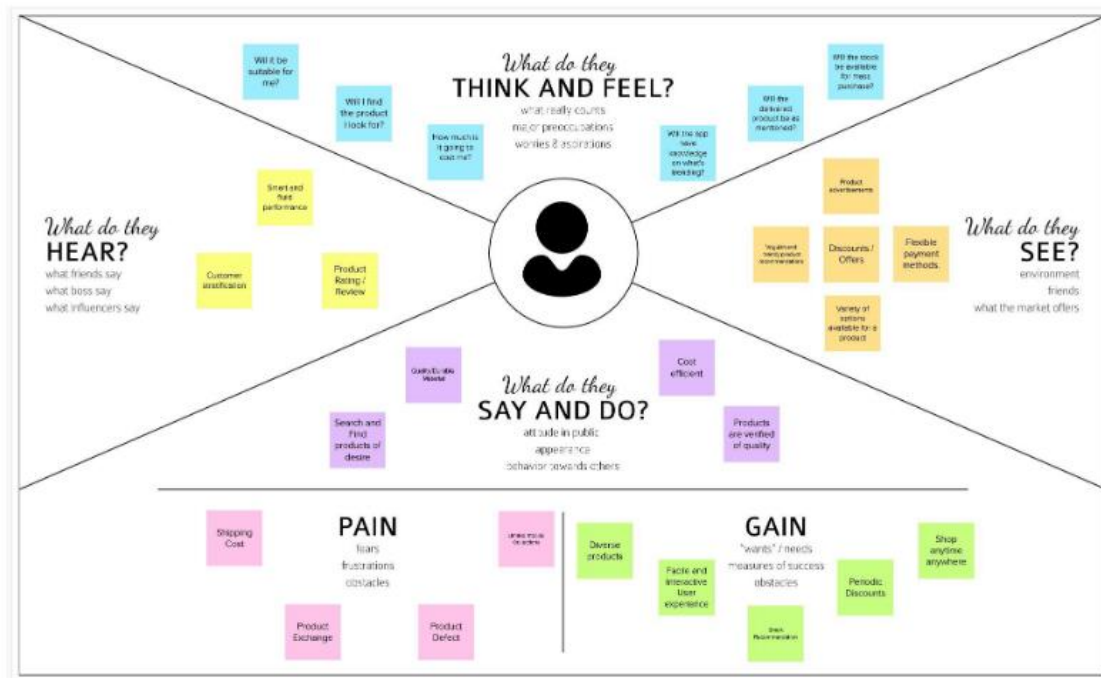 What do they
THINK AND FEEL?
what really counts
major preoccupations
worries & aspirations
Will it be
suitable for
me?
Will I find
the product
I look for?
How much is
it going to
cost me?
Will the app
have
knowledge
on what's
trending?
Will the
delivered
product be as
mentioned?
Will the stock
be available
for mass
purchase?
What do they
HEAR?
what friends say
what boss say
what influencers say
Smart and
fluid
performance
Customer
Product
Rating /
Review
What do they
SEE?
environment
friends
what the market offers
Product
advertisements
recommendation
Discounts /
Offers
Flexible
payment
methods.
Variety of
options
available for a
product
What do they
SAY AND DO?
attitude in public
appearance
behavior towards others
Quality/Durable
Material
Search and
Find
products of
desire
Cost
efficient
Products
are verified
of quality
PAIN
fears
frustrations
obstacles
Shipping
Cost
Product
Exchange
Product
Defect
GAIN
"wants" / needs
measures of success
obstacles
Diverse
products
Facile and
Interactive
User
experience
Recommendation
Periodic
Discounts
Shop
anytime
anywhere